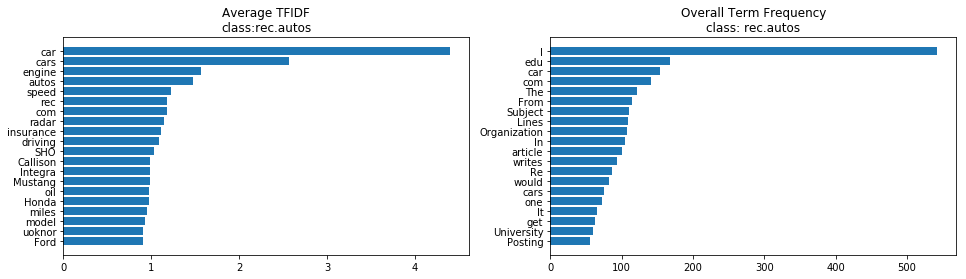 Average TFIDF
class:rec.autos
car
cars
engine
autos
speed
rec
com
radar
insurance
driving
SHO
Callison
Integra
Mustang
oil
Honda
miles
model
uoknor
Ford
0 1 2 3 4
Overall Term Frequency
class: rec.autos
I
edu
car
com
The
From
Subject
Lines
Organization
In
article
writes
Re
would
cars
one
It
get
University
Posting
0 100 200 300 400 500